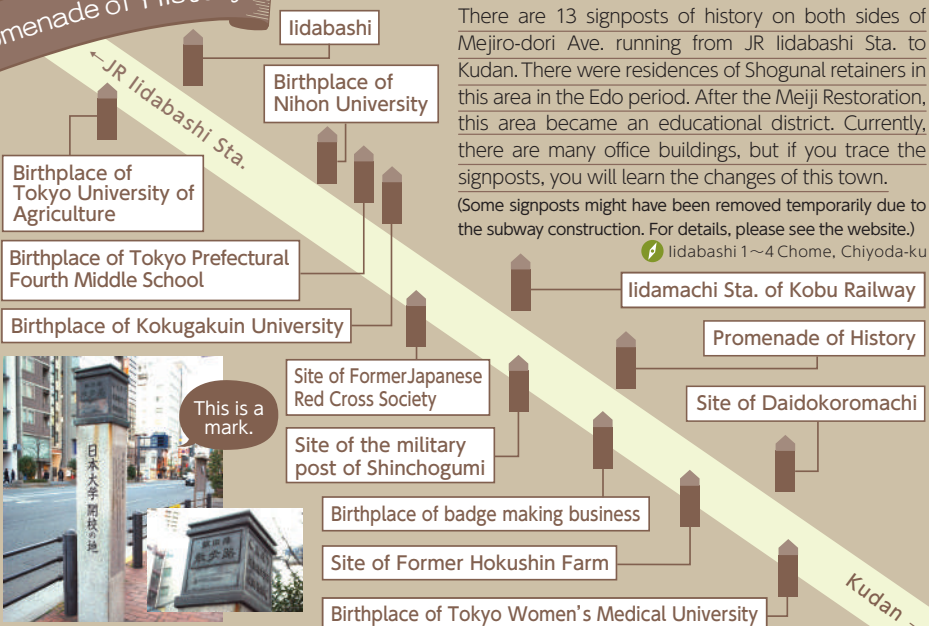 menade of History
There are 13 signposts of history on both sides of
Mejiro-dori Ave. running from JR Iidabashi Sta. to
Kudan. There were residences of Shogunal retainers in
this area in the Edo period. After the Meiji Restoration,
this area became an educational district. Currently,
there are many office buildings, but if you trace the
signposts, you will learn the changes of this town.
(Some signposts might have been removed temporarily due to
the subway construction. For details, please see the website.)
Iidabashi 1~4 Chome, Chiyoda-ku
←JR Iidabashi Sta.
Iidabashi
Birthplace of
Nihon University
Birthplace of
Tokyo University of
Agriculture
Birthplace of Tokyo Prefectural
Fourth Middle School
Birthplace of Kokugakuin University
Iidamachi Sta. of Kobu Railway
Promenade of History
Site of FormerJapanese
Red Cross Society
Site of Daidokoromachi
Site of the military
post of Shinchogumi
Birthplace of badge making business
Site of Former Hokushin Farm
Birthplace of Tokyo Women's Medical University
Kudan→
This is a
mark.
日本大学開校の地